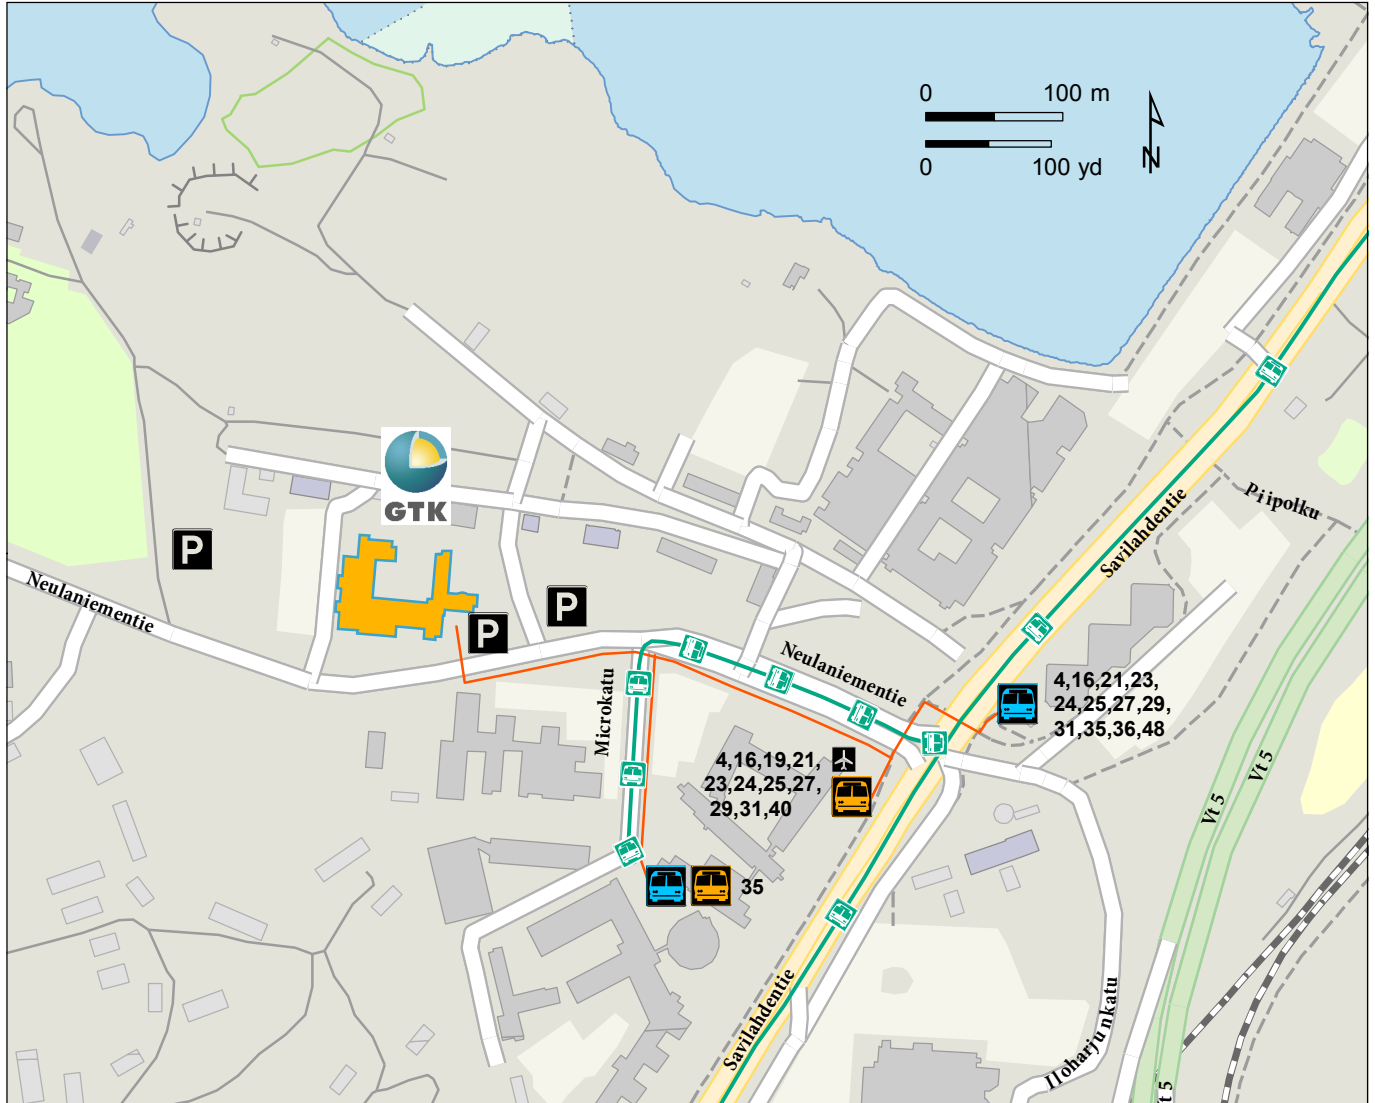 0 100 m
0 100 yd
N
Piipolku
Savilahdentie
GTK
P
P
P
Neulaniementie
Neulaniementie
Microkatu
4,16,21,23,
24,25,27,29,
31,35,36,48
4,16,19,21,
23,24,25,27,
29,31,40
35
Vt 5
Vt 5
Savilahdentie
Iloharjunkatu
t 5